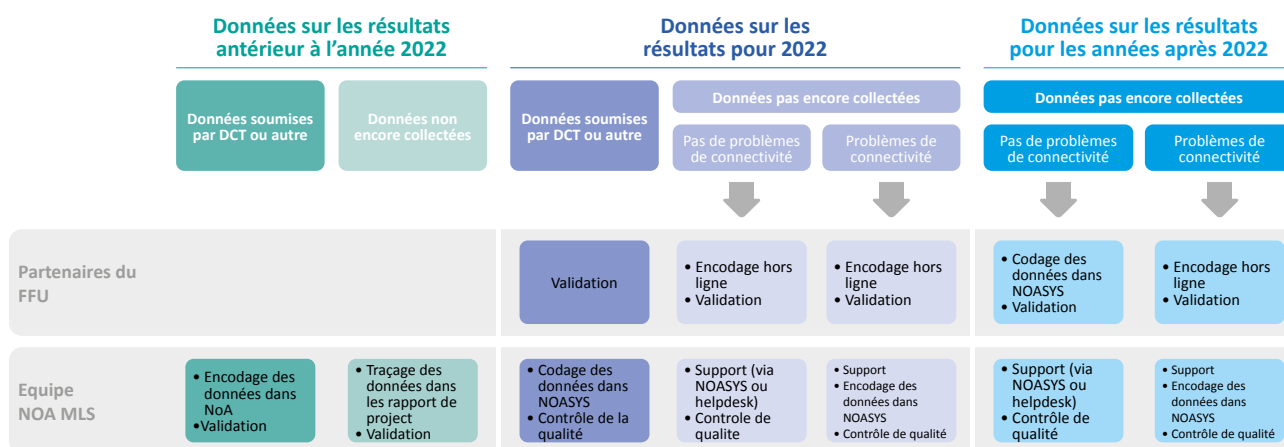 Données sur les résultats
antérieur à l'année 2022
Données sur les
résultats pour 2022
Données sur les résultats
pour les années après 2022
Données soumises
par DCT ou autre
Données non
encore collectées
Données soumises
par DCT ou autre
Données pas encore collectées
Pas de problèmes
de connectivité
Problèmes de
connectivité
Données pas encore collectées
Pas de problèmes
de connectivité
Problèmes de
connectivité
Partenaires du
FFU
Validation
• Encodage hors
ligne
• Validation
• Encodage hors
ligne
• Validation
• Codage des
données dans
NOASYS
• Validation
• Encodage hors
ligne
• Validation
Equipe
NOA MLS
• Encodage des
données dans
NoA
•Validation
• Traçage des
données dans
les rapport de
project
• Validation
• Codage des
données dans
NOASYS
• Contrôle de la
qualité
• Support (via
NOASYS ou
helpdesk)
• Controle de
qualité
• Support
• Encodage des
données dans
NOASYS
• Contrôle de qualité
• Support (via
NOASYS ou
helpdesk)
• Contrôle de
qualité
• Support
• Encodage des
données dans
NOASYS
• Contrôle de qualité